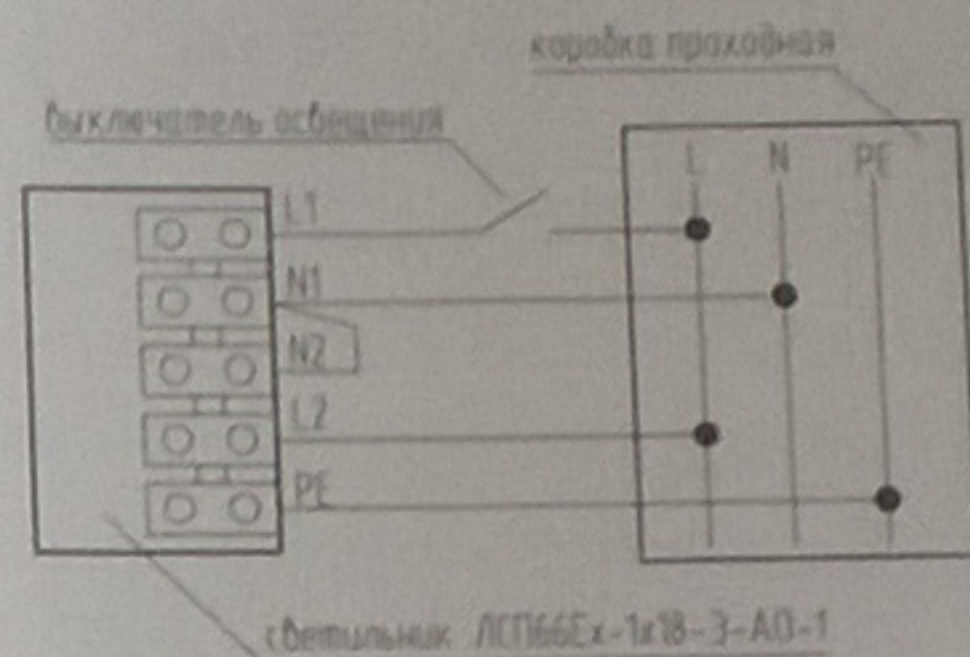 коробка проходная
выключатель освещения
L N PE
L1
N1
N2
L2
PE
светильник ЛСП66Ех-1х18-3-АО-1